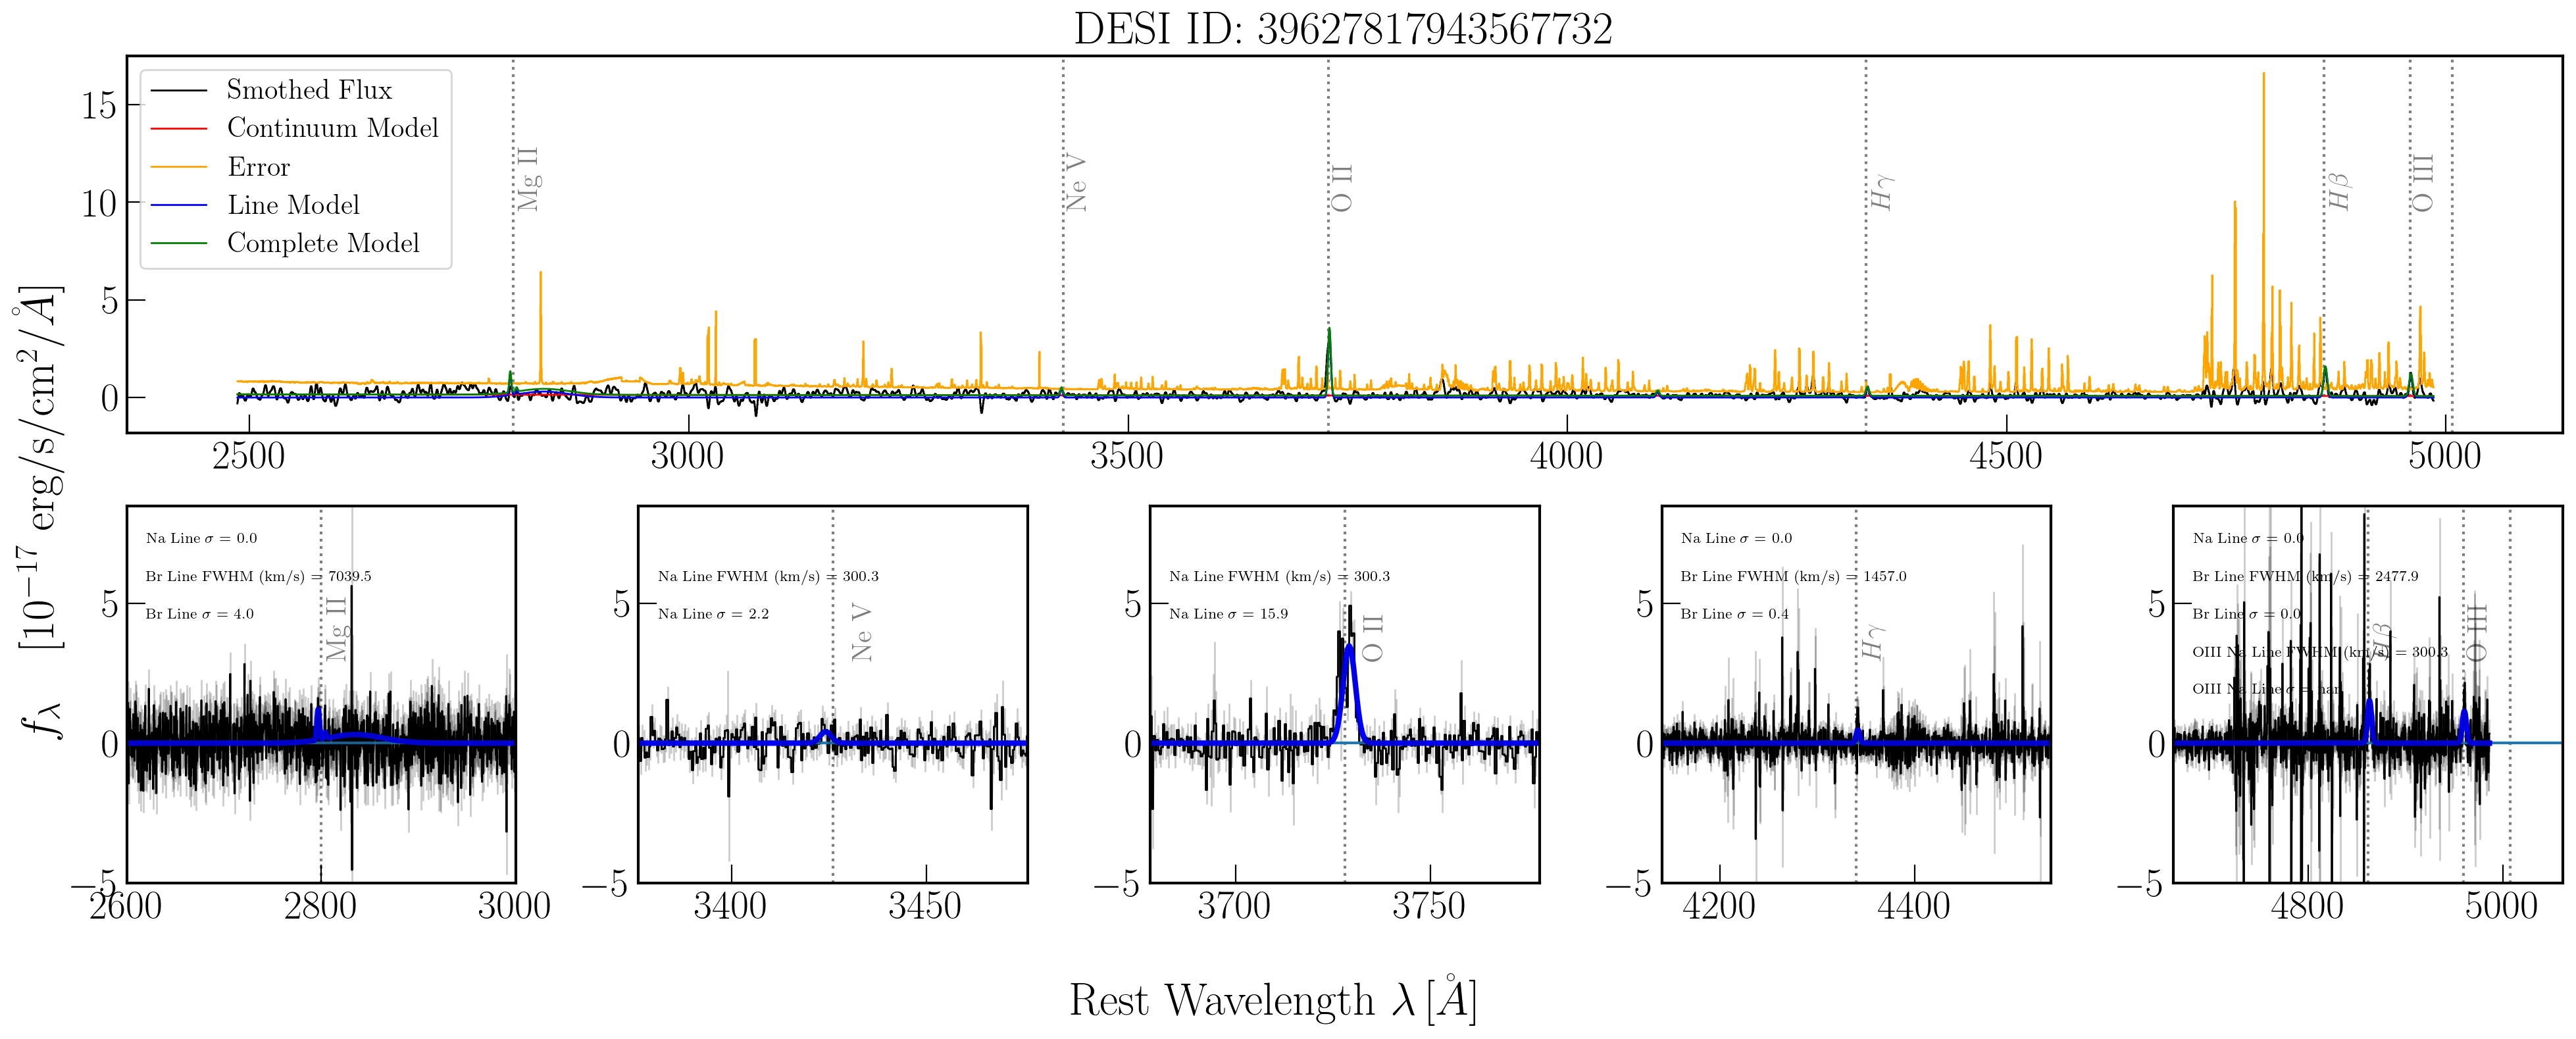 DESI ID: 39627817943567732
Smothed Flux
Continuum Model
Error
Line Model
Complete Model
Mg II
Ne V
O II
Hγ
Hβ
O III
15
10
5
0
2500 3000 3500 4000 4500 5000
f_λ [10^{-17} erg/s/cm^2/Å]
Na Line σ = 0.0
Br Line FWHM (km/s) = 7039.5
Br Line σ = 4.0
Mg II
5
0
−5
2600 2800 3000
Na Line FWHM (km/s) = 300.3
Na Line σ = 2.2
Ne V
5
0
−5
3400 3450
Na Line FWHM (km/s) = 300.3
Na Line σ = 15.9
O II
5
0
−5
3700 3750
Na Line σ = 0.0
Br Line FWHM (km/s) = 1457.0
Br Line σ = 0.4
Hγ
5
0
−5
4200 4400
Na Line σ = 0.0
Br Line FWHM (km/s) = 2477.9
Br Line σ = 0.0
OIII Na Line FWHM (km/s) = 300.3
OIII Na Line σ = nan
Hβ
O III
5
0
−5
4800 5000
Rest Wavelength λ [Å]